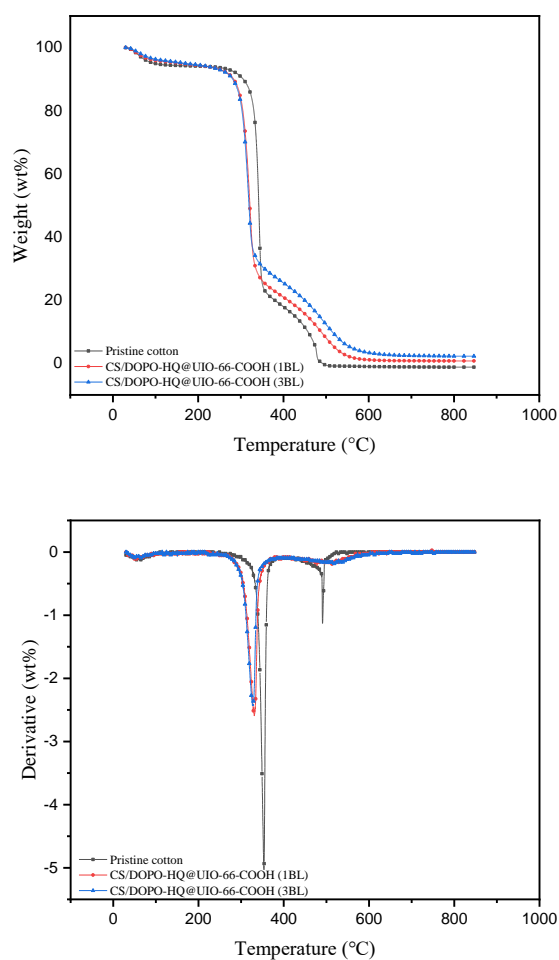 100
80
60
40
20
0
Weight (wt%)
Pristine cotton
CS/DOPO-HQ@UIO-66-COOH (1BL)
CS/DOPO-HQ@UIO-66-COOH (3BL)
0 200 400 600 800 1000
Temperature (°C)
0
-1
-2
-3
-4
-5
Derivative (wt%)
Pristine cotton
CS/DOPO-HQ@UIO-66-COOH (1BL)
CS/DOPO-HQ@UIO-66-COOH (3BL)
0 200 400 600 800 1000
Temperature (°C)